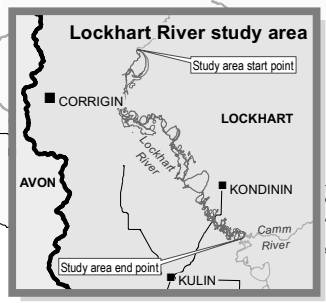 Lockhart River study area
Study area start point
CORRIGIN
LOCKHART
Lockhart
River
AVON
KONDININ
Camm
River
Study area end point
KULIN